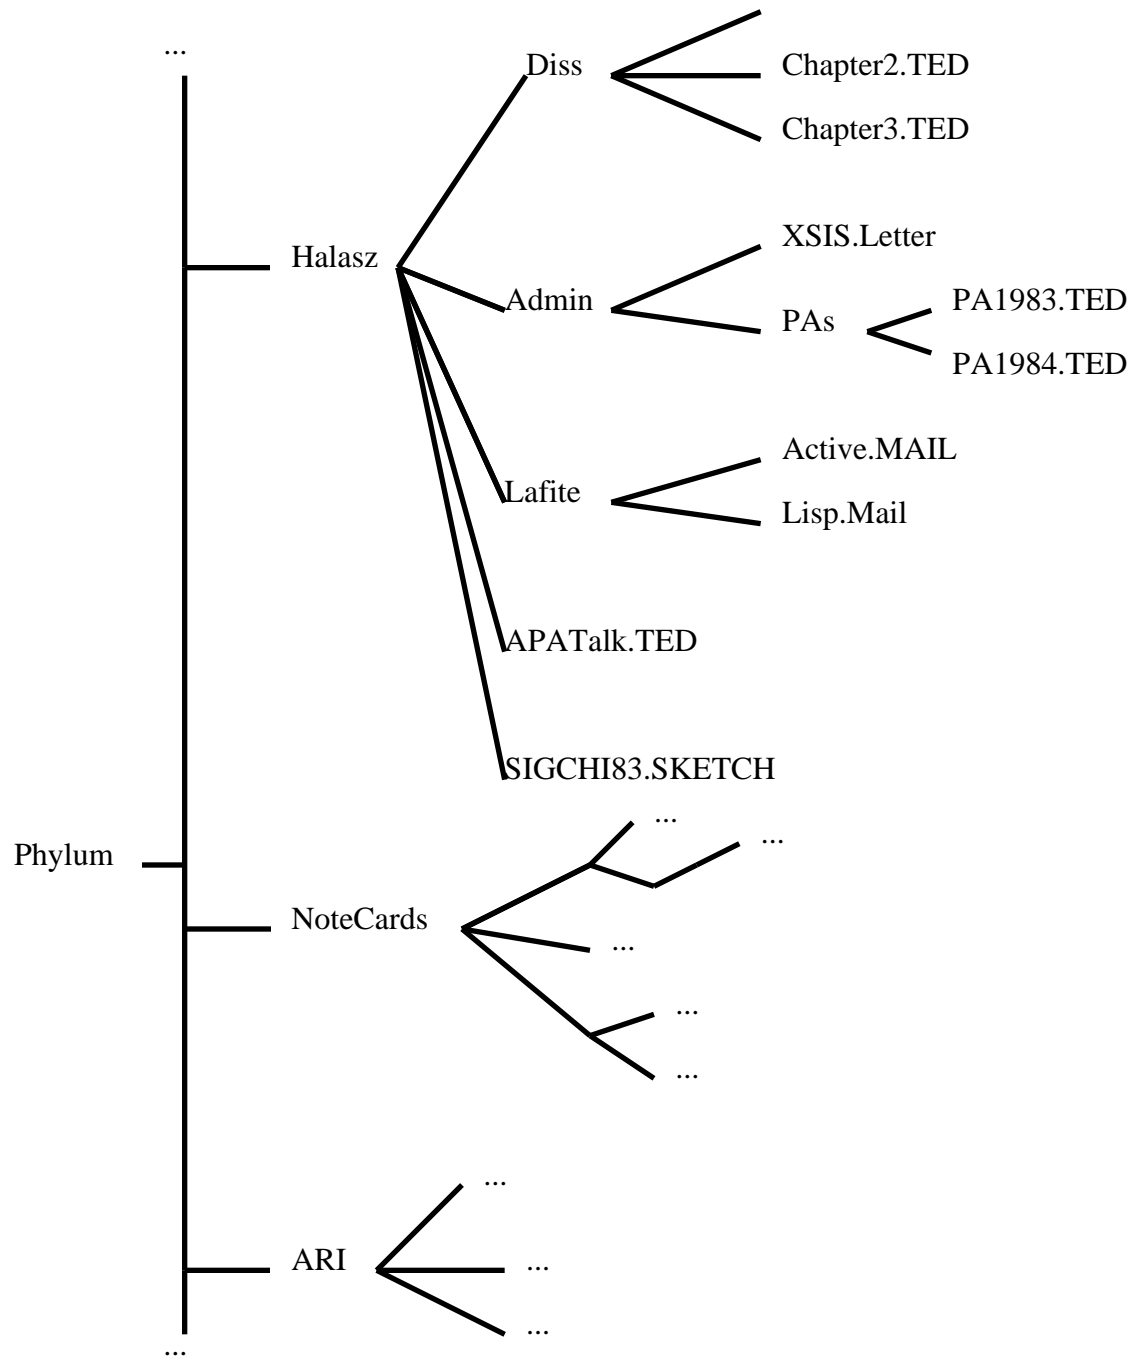 ...
Diss
Chapter2.TED
Chapter3.TED
XSIS.Letter
Halasz
Admin
PA1983.TED
PAs
PA1984.TED
Active.MAIL
Lafite
Lisp.Mail
APATalk.TED
SIGCHI83.SKETCH
...
...
Phylum
NoteCards
...
...
...
...
ARI
...
...
...